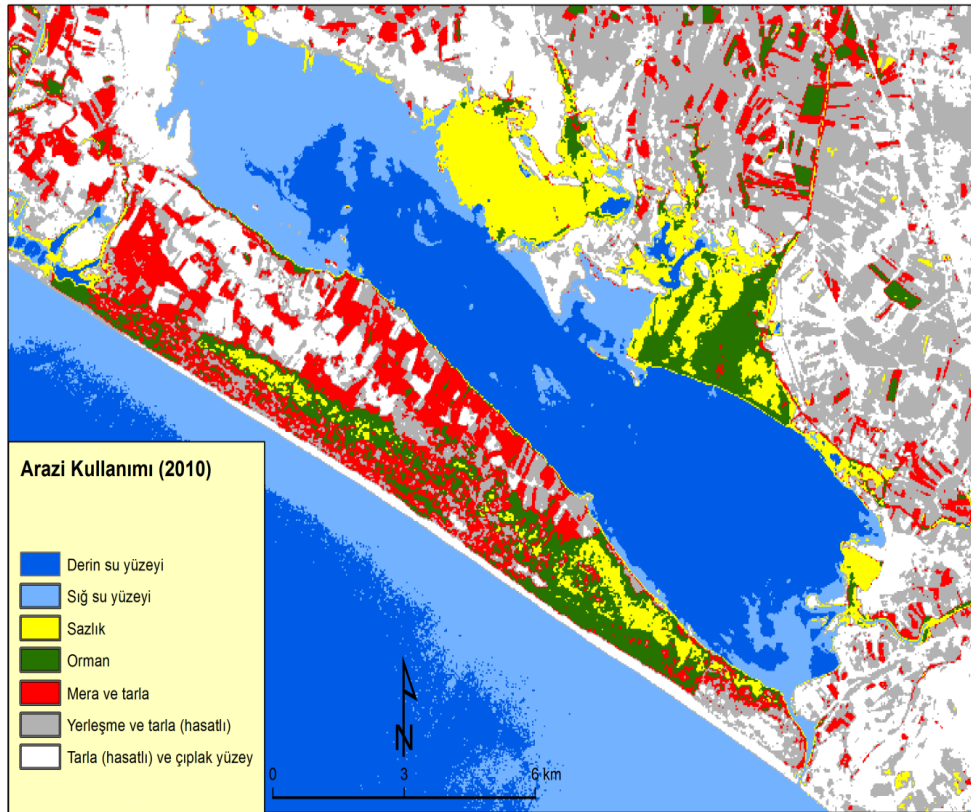 Arazi Kullanımı (2010)
Derin su yüzeyi
Sığ su yüzeyi
Sazlık
Orman
Mera ve tarla
Yerleşme ve tarla (hasatlı)
Tarla (hasatlı) ve çıplak yüzey
N
0 3 6 km